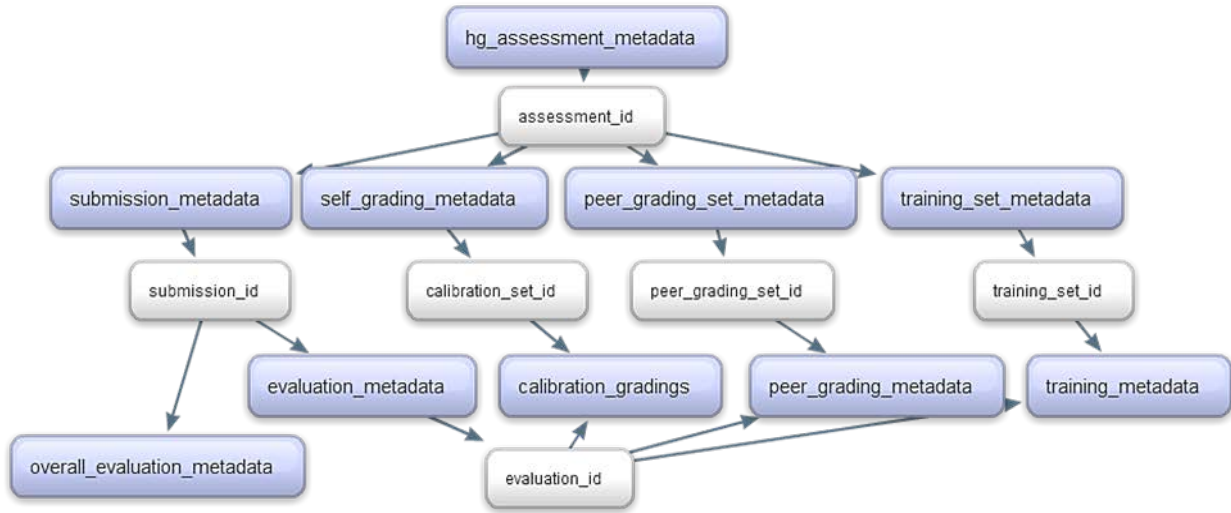 hg_assessment_metadata
assessment_id
submission_metadata
self_grading_metadata
peer_grading_set_metadata
training_set_metadata
submission_id
calibration_set_id
peer_grading_set_id
training_set_id
evaluation_metadata
calibration_gradings
peer_grading_metadata
training_metadata
overall_evaluation_metadata
evaluation_id